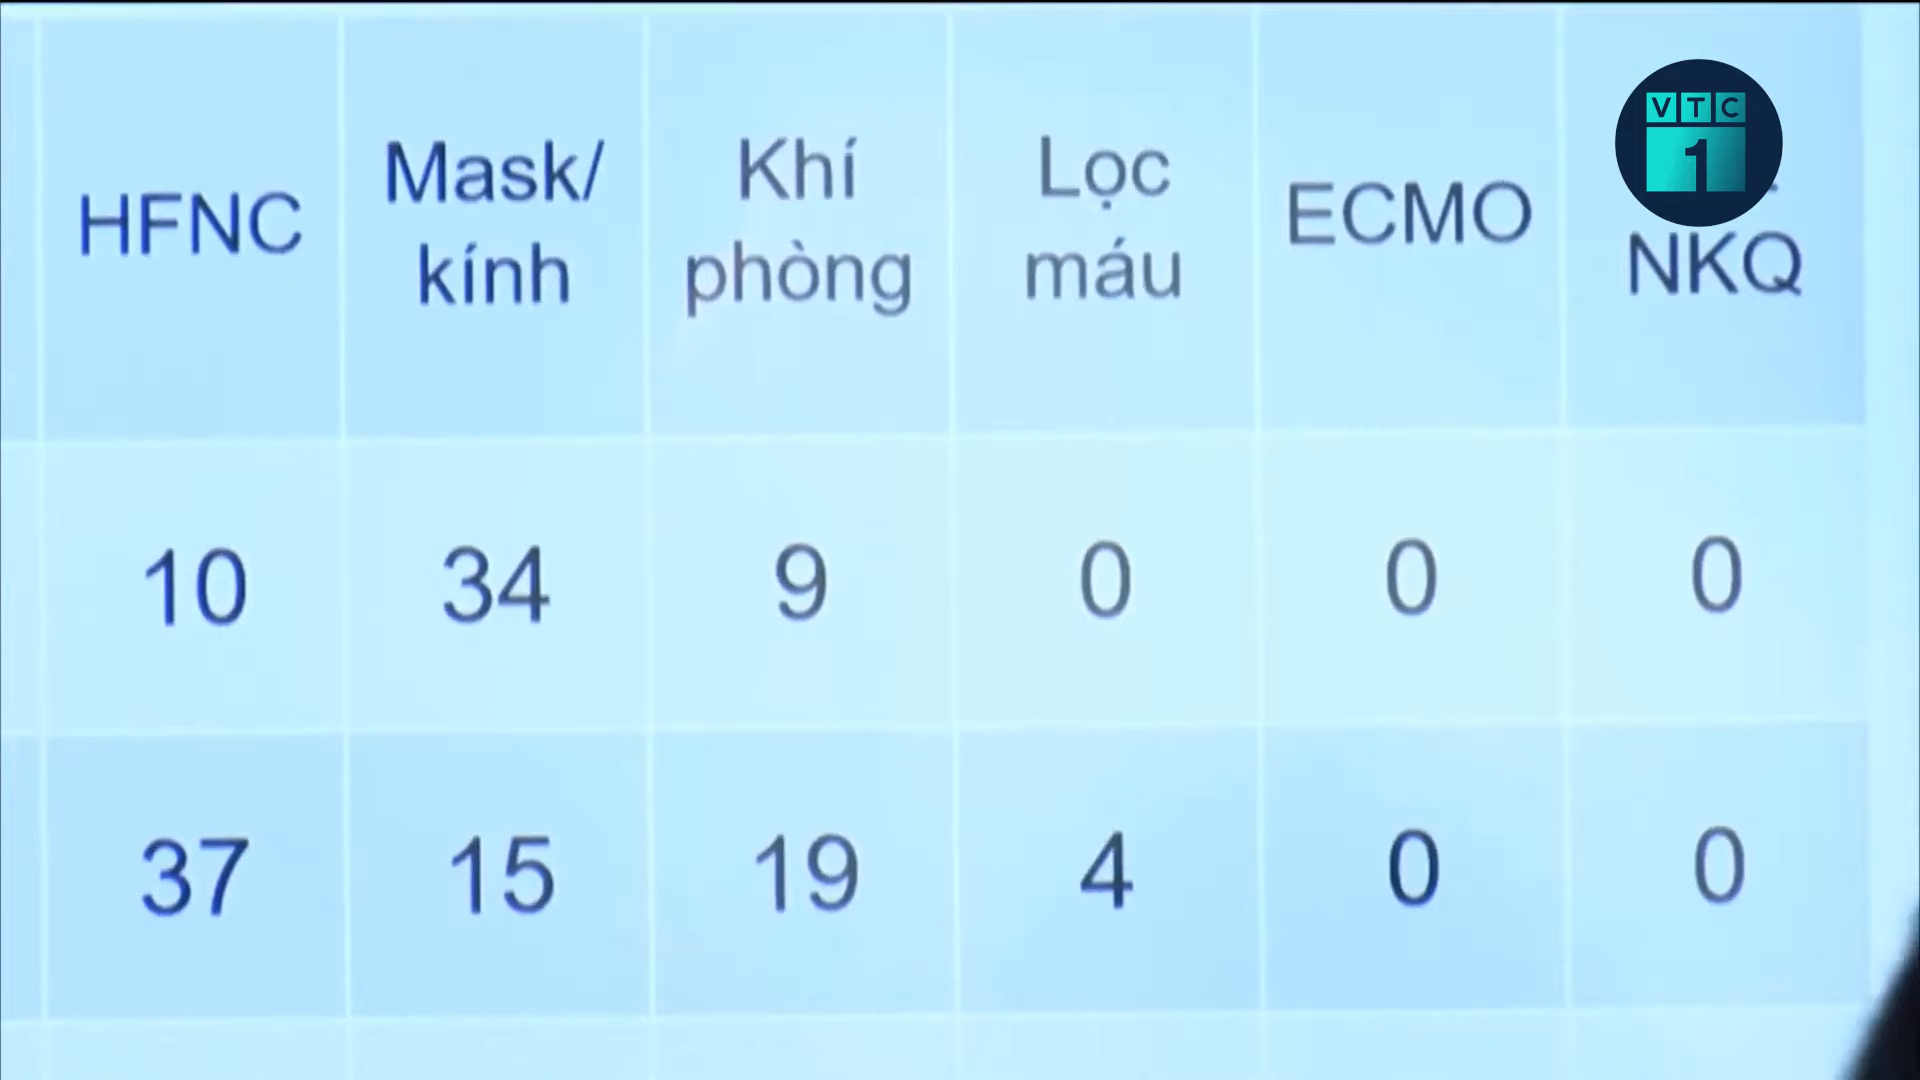 VTC
1
HFNC
Mask/
kính
Khí
phòng
Lọc
máu
ECMO
NKQ
10 34 9 0 0 0
37 15 19 4 0 0